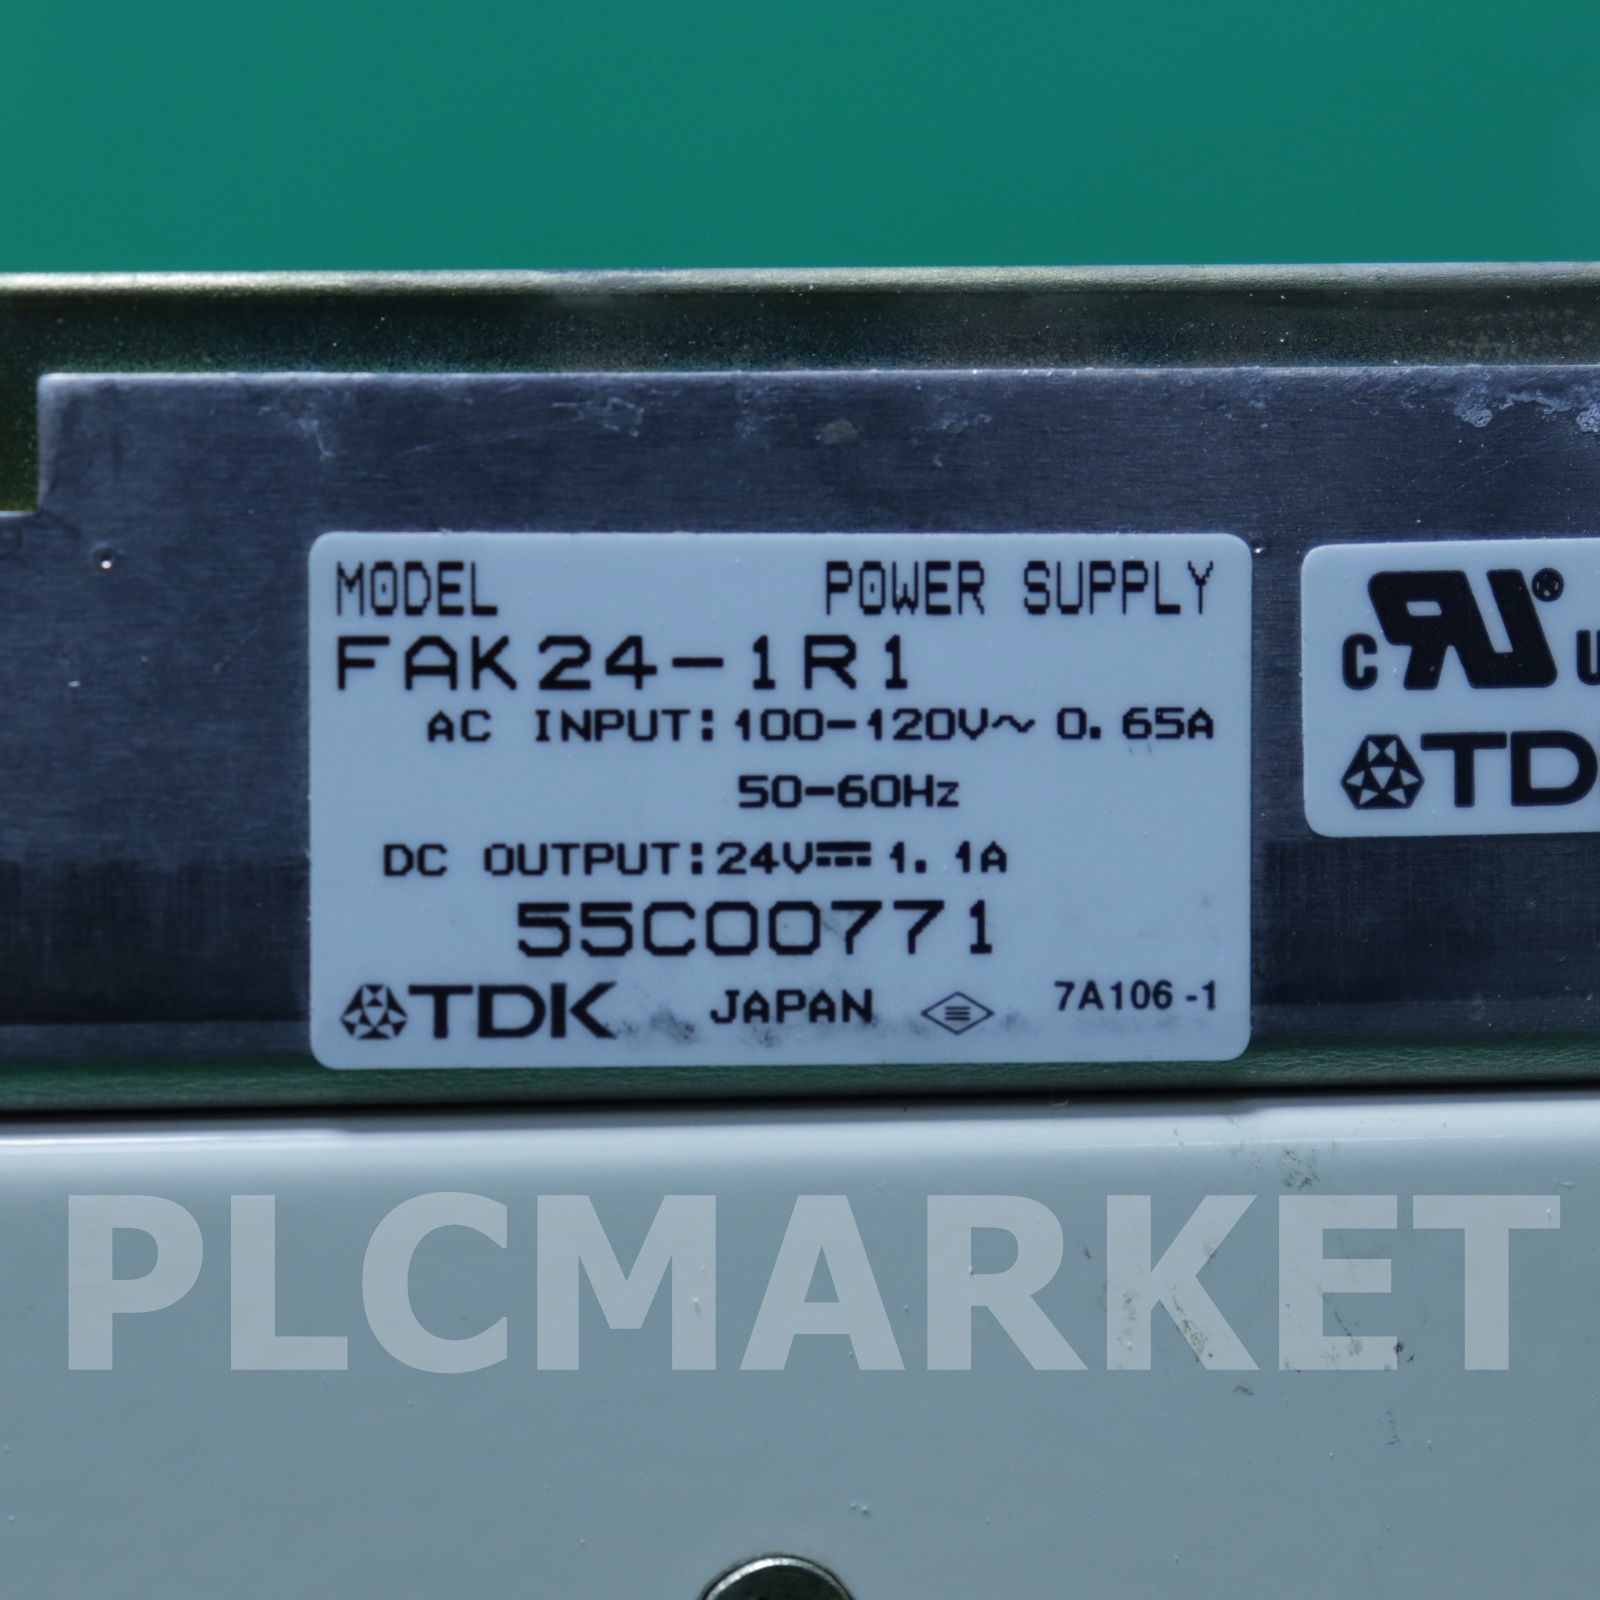 MODEL POWER SUPPLY
FAK24-1R1
AC INPUT:100-120V~ 0.65A
50-60Hz
DC OUTPUT:24V⎓1.1A
55C00771
TDK JAPAN 7A106-1
c RU ® U
TD
PLCMARKET